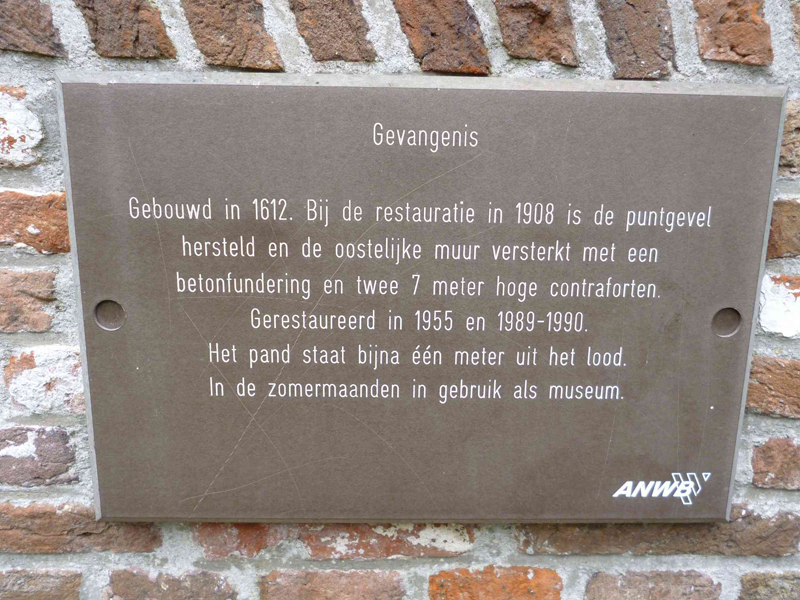 Gevangenis
Gebouwd in 1612. Bij de restauratie in 1908 is de puntgevel
hersteld en de oostelijke muur versterkt met een
betonfundering en twee 7 meter hoge contraforten.
Gerestaureerd in 1955 en 1989-1990.
Het pand staat bijna één meter uit het lood.
In de zomermaanden in gebruik als museum.
ANWB